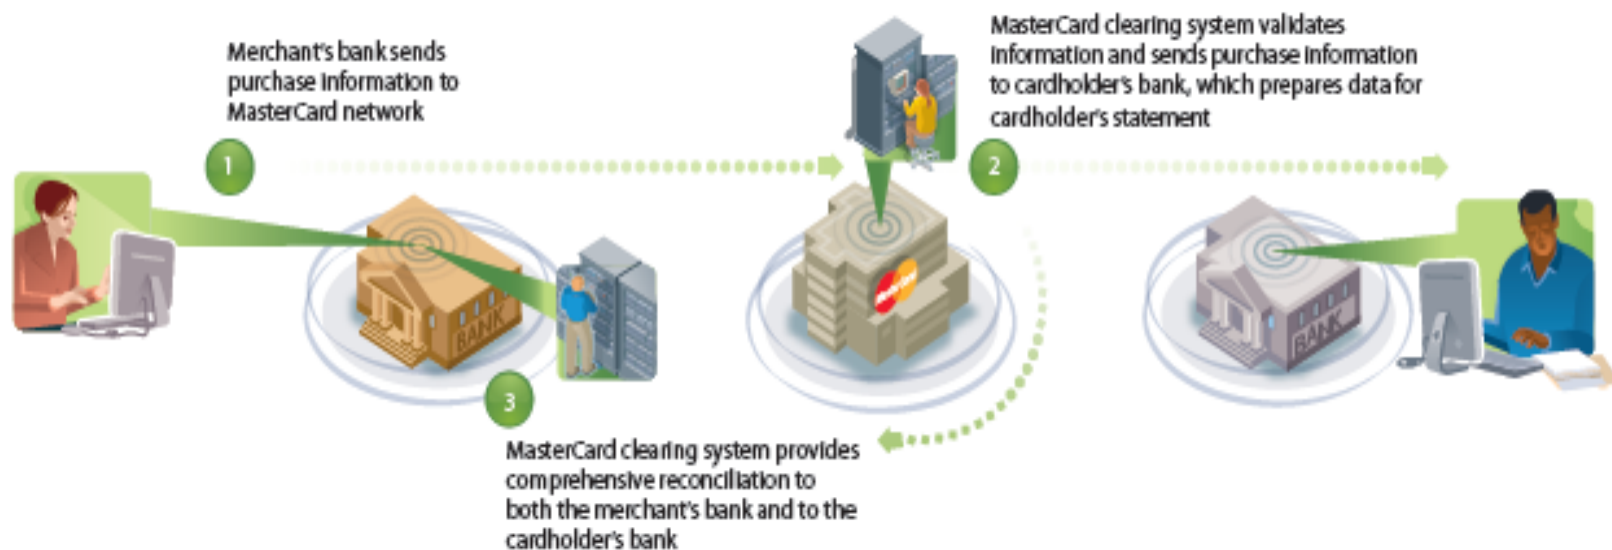 Merchant's bank sends
purchase information to
MasterCard network
1
MasterCard clearing system validates
information and sends purchase information
to cardholder's bank, which prepares data for
cardholder's statement
2
BANK
MasterCard
BANK
3
MasterCard clearing system provides
comprehensive reconciliation to
both the merchant's bank and to the
cardholder's bank